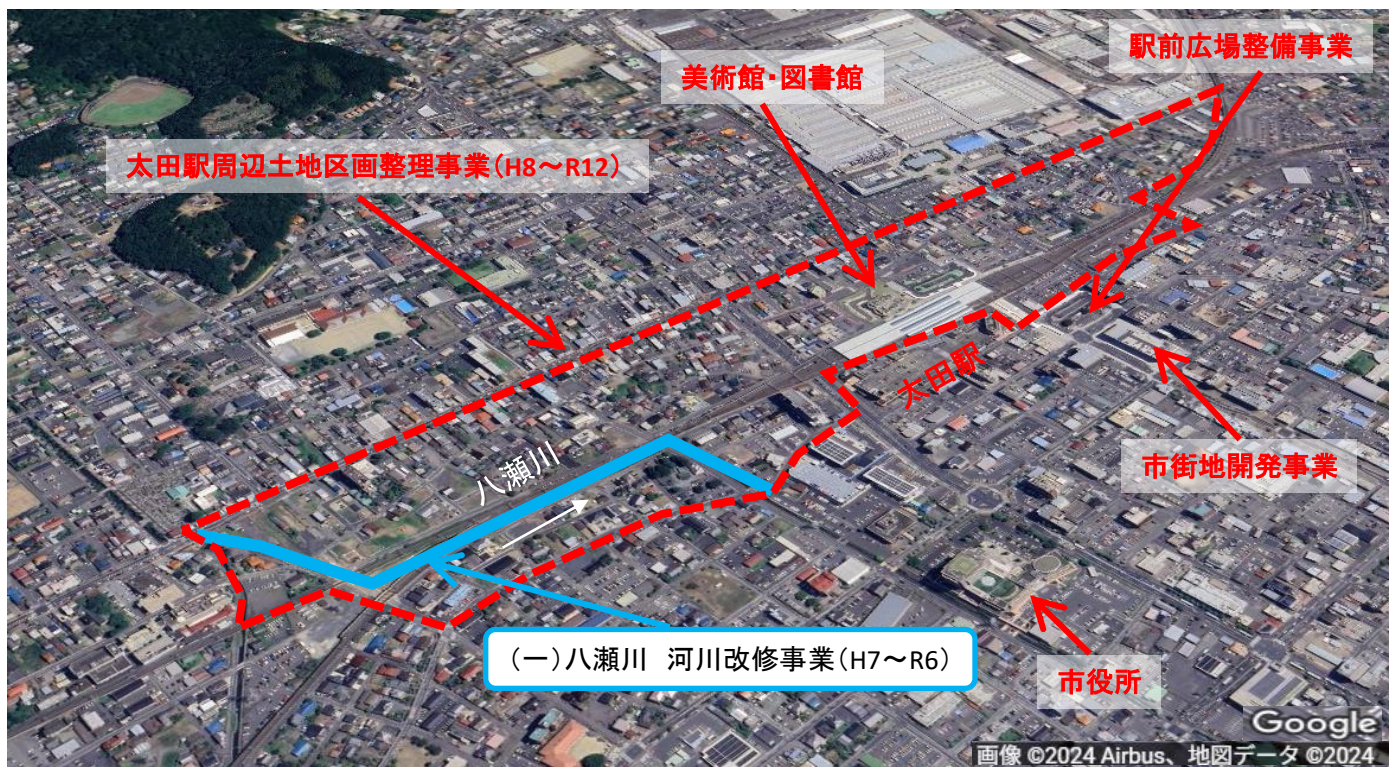 駅前広場整備事業
美術館・図書館
太田駅周辺土地区画整理事業(H8～R12)
太田駅
八瀬川
市街地開発事業
(一)八瀬川　河川改修事業(H7～R6)
市役所
Google
画像 ©2024 Airbus、地図データ ©2024